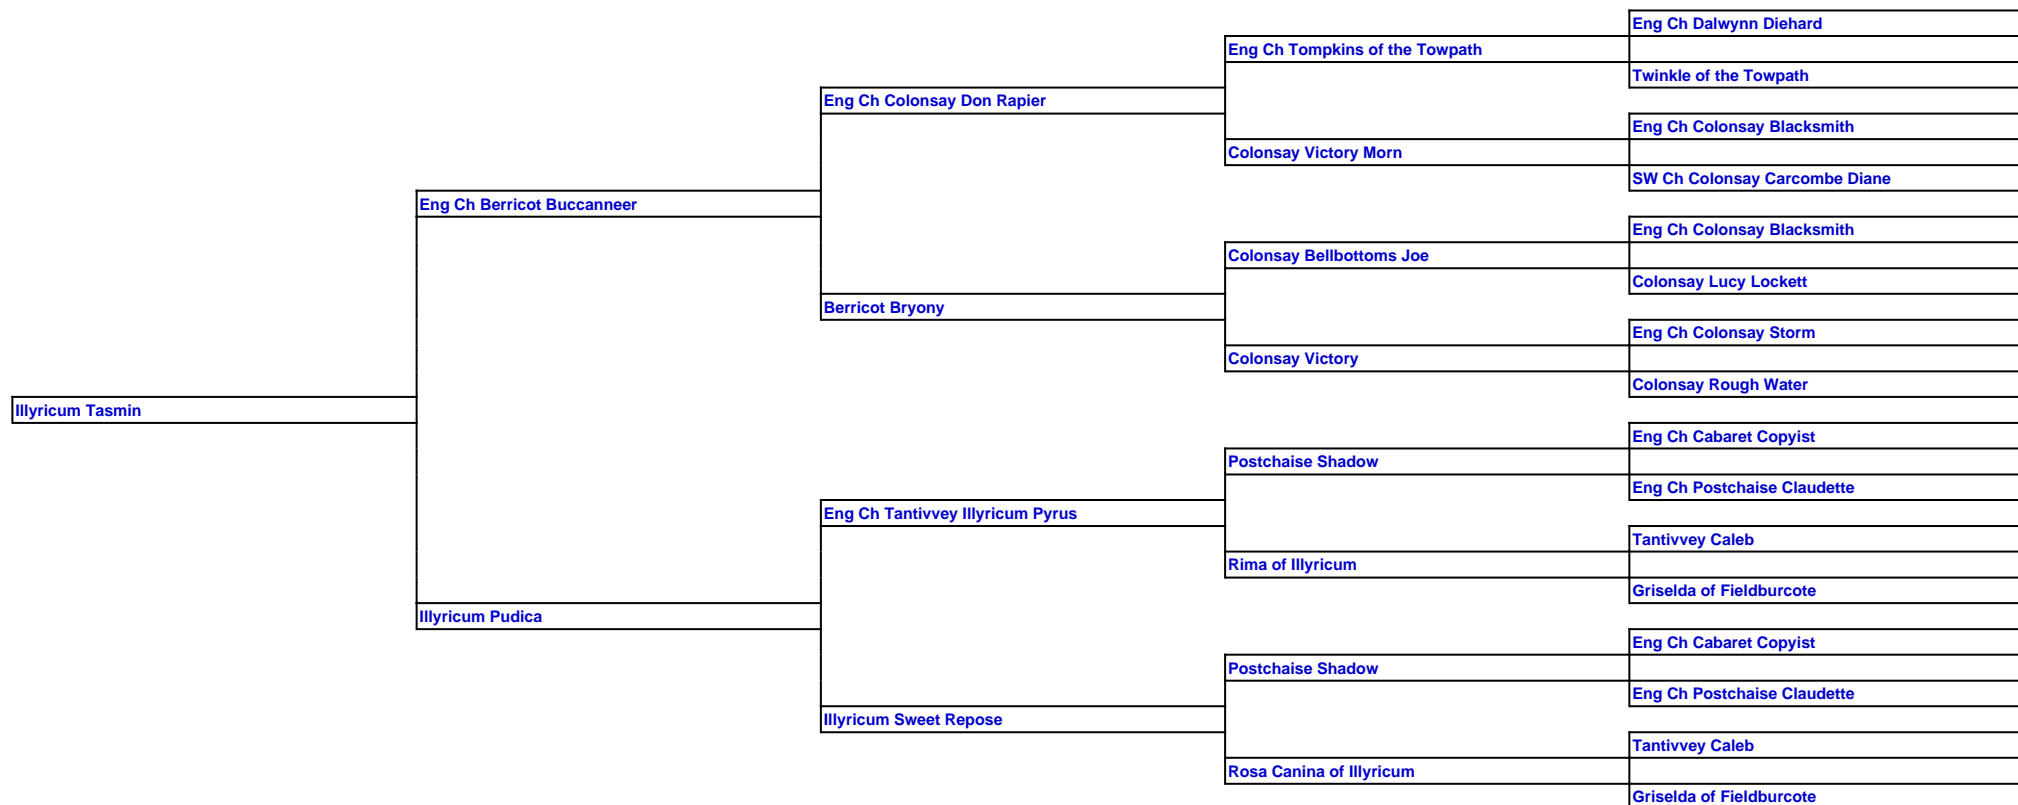 Eng Ch Dalwynn Diehard
Eng Ch Tompkins of the Towpath
Twinkle of the Towpath
Eng Ch Colonsay Don Rapier
Eng Ch Colonsay Blacksmith
Colonsay Victory Morn
SW Ch Colonsay Carcombe Diane
Eng Ch Berricot Buccanneer
Eng Ch Colonsay Blacksmith
Colonsay Bellbottoms Joe
Colonsay Lucy Lockett
Berricot Bryony
Eng Ch Colonsay Storm
Colonsay Victory
Colonsay Rough Water
Illyricum Tasmin
Eng Ch Cabaret Copyist
Postchaise Shadow
Eng Ch Postchaise Claudette
Eng Ch Tantivvey Illyricum Pyrus
Tantivvey Caleb
Rima of Illyricum
Griselda of Fieldburcote
Illyricum Pudica
Eng Ch Cabaret Copyist
Postchaise Shadow
Eng Ch Postchaise Claudette
Illyricum Sweet Repose
Tantivvey Caleb
Rosa Canina of Illyricum
Griselda of Fieldburcote